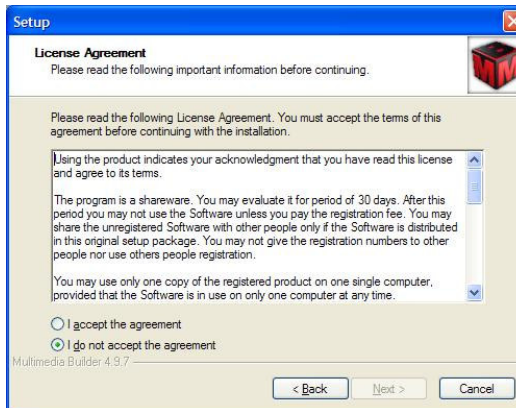 Setup
License Agreement
Please read the following important information before continuing.
MM
Please read the following License Agreement. You must accept the terms of this
agreement before continuing with the installation.
Using the product indicates your acknowledgment that you have read this license
and agree to its terms.
The program is a shareware. You may evaluate it for period of 30 days. After this
period you may not use the Software unless you pay the registration fee. You may
share the unregistered Software with other people only if the Software is distributed
in this original setup package. You may not give the registration numbers to other
people nor use others people registration.
You may use only one copy of the registered product on one single computer,
provided that the Software is in use on only one computer at any time.
I accept the agreement
I do not accept the agreement
Multimedia Builder 4.9.7
< Back
Next >
Cancel